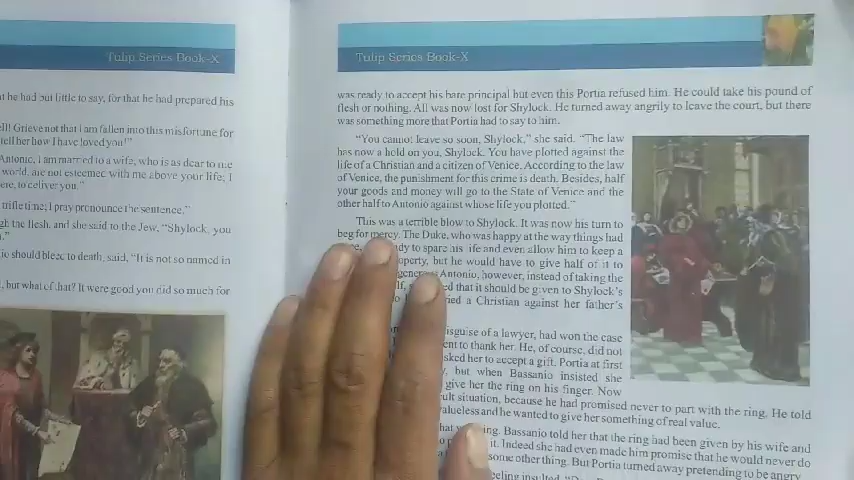 Tulip Series Book-X
t he had but little to say, for that he had prepared his
ell! Grieve not that I am fallen into this misfortune for
tell her how I have loved you!"
Antonio, I am married to a wife, who is as dear to me
world, are not esteemed with me above your life; I
ere, to deliver you."
trifle time; I pray pronounce the sentence."
gh the flesh, and she said to the Jew, "Shylock, you
."
io should bleed to death, said, "It is not so named in
, but what of that? It were good you did so much for
Tulip Series Book-X
was ready to accept his bare principal but even this Portia refused him. He could take his pound of
flesh or nothing. All was now lost for Shylock. He turned away angrily to leave the court, but there
was something more that Portia had to say to him.
"You cannot leave so soon, Shylock," she said. "The law
has now a hold on you, Shylock. You have plotted against the
life of a Christian and a citizen of Venice. According to the law
of Venice, the punishment for this crime is death. Besides, half
your goods and money will go to the State of Venice and the
other half to Antonio against whose life you plotted."
This was a terrible blow to Shylock. It was now his turn to
beg for mercy. The Duke, who was happy at the way things had
dy to spare his life and even allow him to keep a
operty, but he would have to give half of it to
generous Antonio, however, instead of taking the
lf, ed that it should be given to Shylock's
ried a Christian against her father's
isguise of a lawyer, had won the case
ent to thank her. He, of course, did not
sked her to accept a gift. Portia at first
, but when Bassanio insisted she
give her the ring on his finger. Now
ult situation, because he had promised never to part with the ring. He told
valueless and he wanted to give her something of real value.
ing. Bassanio told her that the ring had been given by his wife and
it. Indeed she had even made him promise that he would never do
some other thing. But Portia turned away pretending to be angry
eeling insulted.